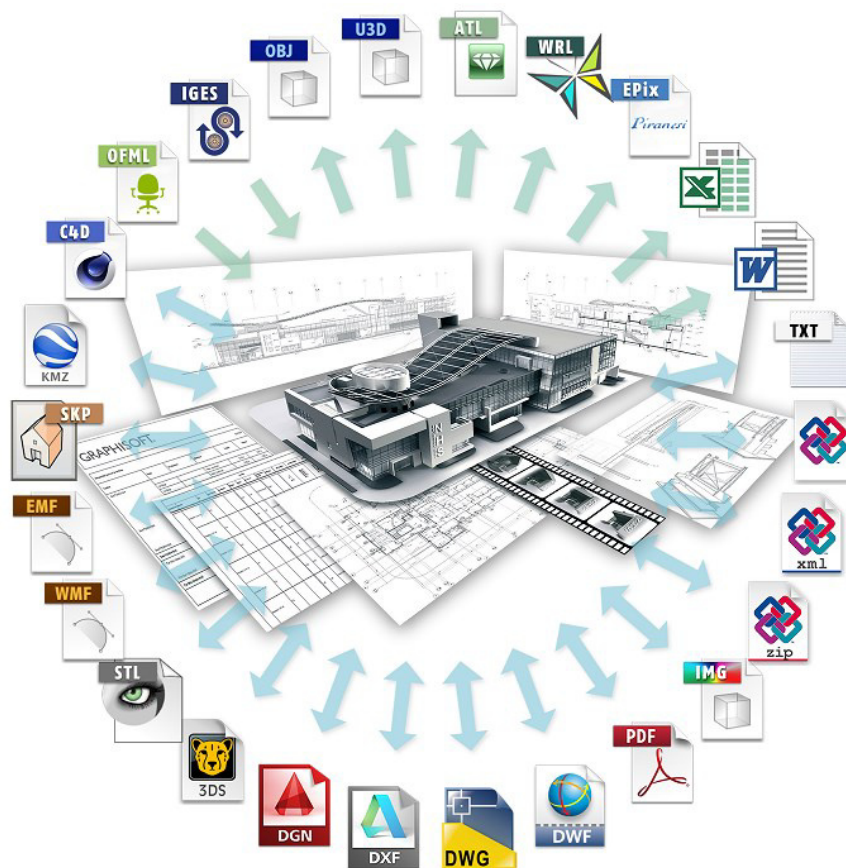 U3D
ATL
OBJ
WRL
IGES
EPix
Piranesi
OFML
C4D
W
KMZ
TXT
SKP
GRAPHISOFT
INHS
EMF
xml
WMF
zip
STL
IMG
PDF
3DS
DGN
DWF
DXF
DWG